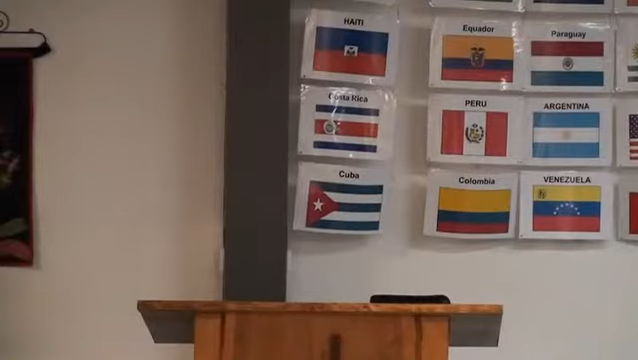 HAITI
Ecuador
Paraguay
Costa Rica
PERU
ARGENTINA
Cuba
Colombia
VENEZUELA